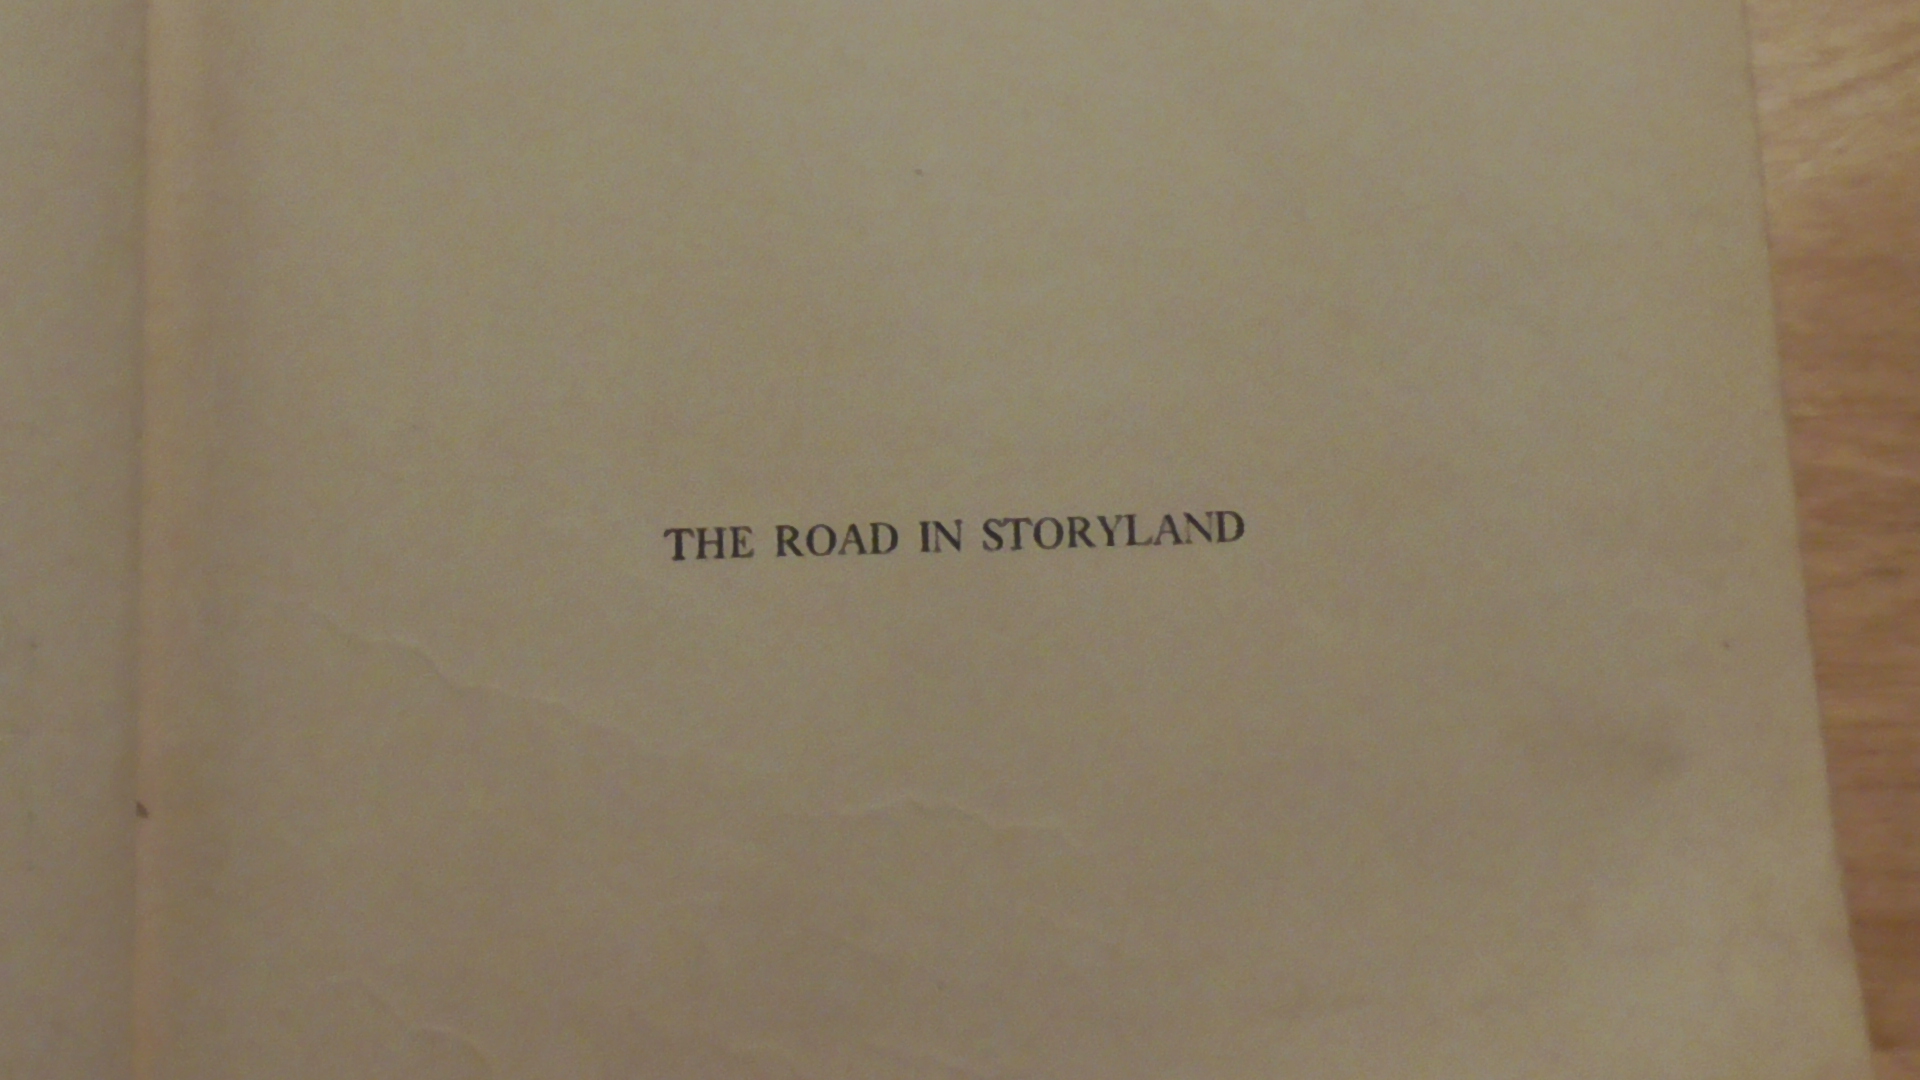 THE ROAD IN STORYLAND